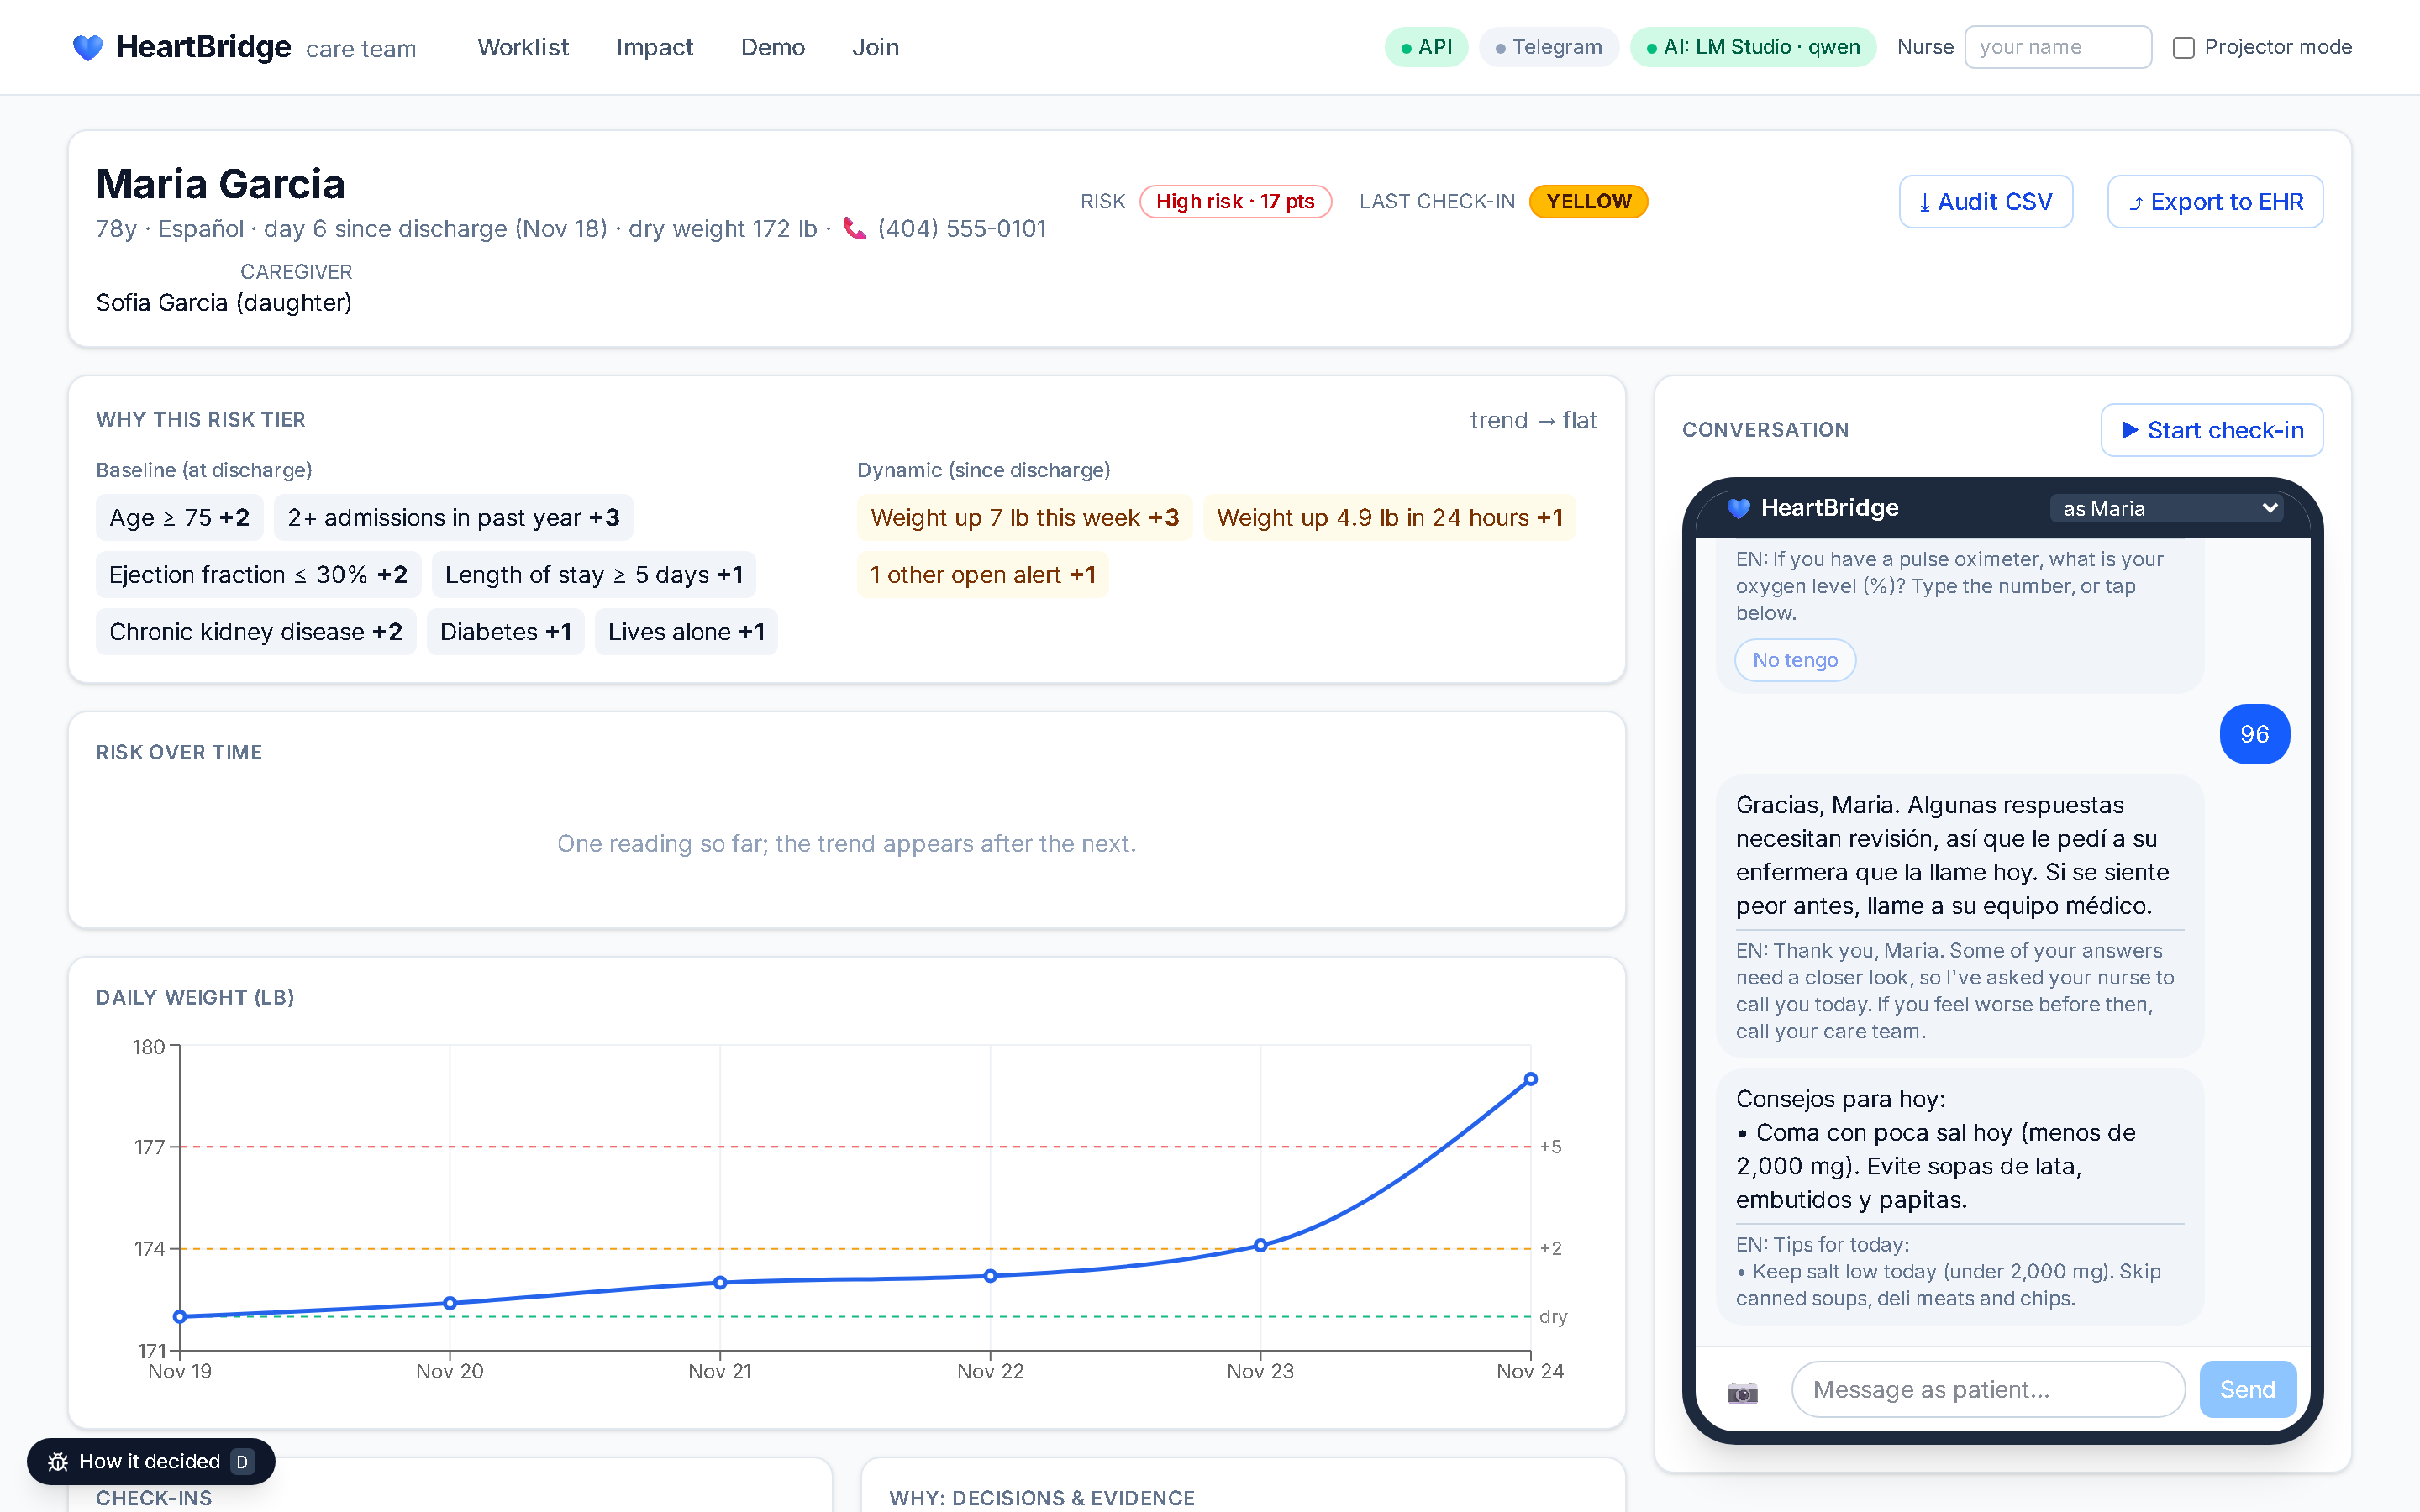 HeartBridge care team Worklist Impact Demo Join
API Telegram AI: LM Studio · qwen Nurse your name Projector mode
Maria Garcia
78y · Español · day 6 since discharge (Nov 18) · dry weight 172 lb · (404) 555-0101
CAREGIVER
Sofia Garcia (daughter)
RISK High risk · 17 pts LAST CHECK-IN YELLOW
↓ Audit CSV
Export to EHR
WHY THIS RISK TIER
trend → flat
Baseline (at discharge)
Age ≥ 75 +2
2+ admissions in past year +3
Ejection fraction ≤ 30% +2
Length of stay ≥ 5 days +1
Chronic kidney disease +2
Diabetes +1
Lives alone +1
Dynamic (since discharge)
Weight up 7 lb this week +3
Weight up 4.9 lb in 24 hours +1
1 other open alert +1
RISK OVER TIME
One reading so far; the trend appears after the next.
DAILY WEIGHT (LB)
180
177
174
171
+5
+2
dry
Nov 19 Nov 20 Nov 21 Nov 22 Nov 23 Nov 24
How it decided D
CHECK-INS
WHY: DECISIONS & EVIDENCE
CONVERSATION
▶ Start check-in
HeartBridge as Maria
EN: If you have a pulse oximeter, what is your
oxygen level (%)? Type the number, or tap
below.
No tengo
96
Gracias, Maria. Algunas respuestas
necesitan revisión, así que le pedí a su
enfermera que la llame hoy. Si se siente
peor antes, llame a su equipo médico.
EN: Thank you, Maria. Some of your answers
need a closer look, so I've asked your nurse to
call you today. If you feel worse before then,
call your care team.
Consejos para hoy:
• Coma con poca sal hoy (menos de
2,000 mg). Evite sopas de lata,
embutidos y papitas.
EN: Tips for today:
• Keep salt low today (under 2,000 mg). Skip
canned soups, deli meats and chips.
Message as patient...
Send